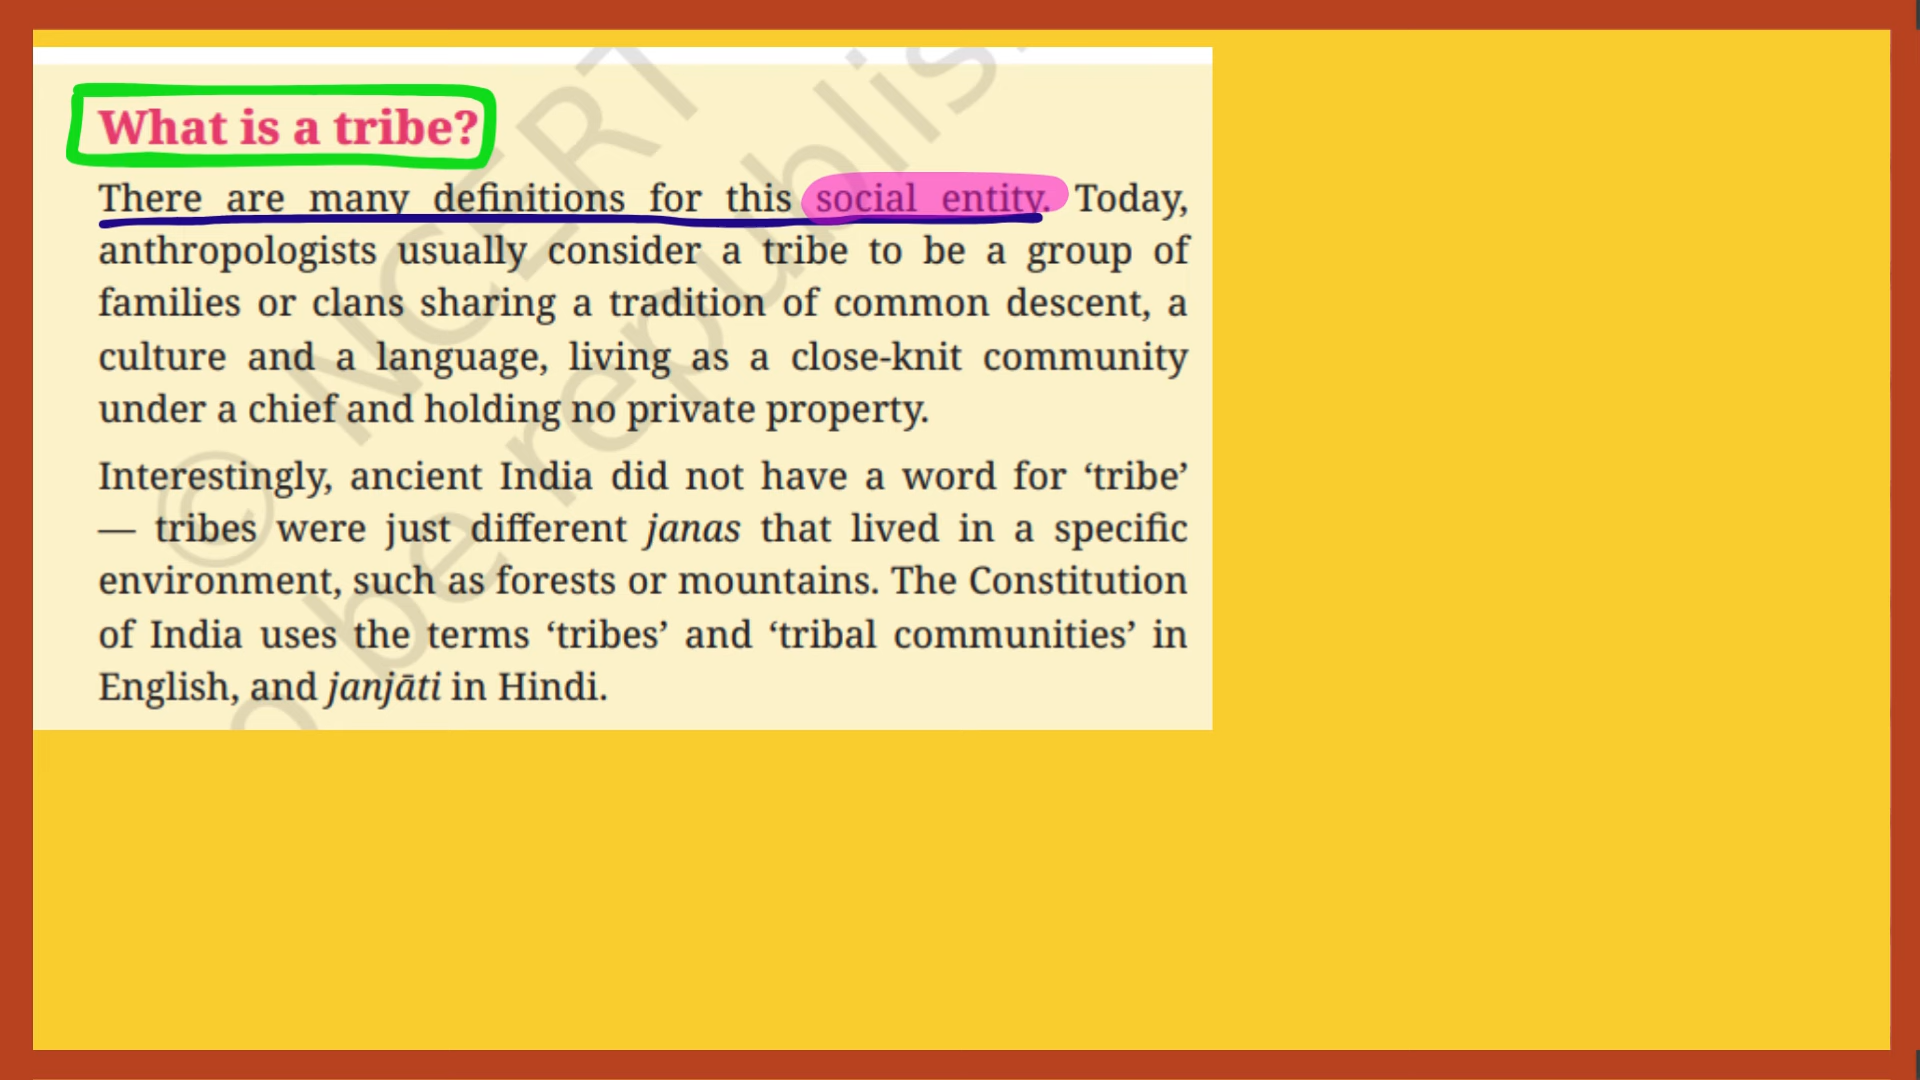 What is a tribe?
There are many definitions for this social entity. Today,
anthropologists usually consider a tribe to be a group of
families or clans sharing a tradition of common descent, a
culture and a language, living as a close-knit community
under a chief and holding no private property.
Interestingly, ancient India did not have a word for ‘tribe’
— tribes were just different janas that lived in a specific
environment, such as forests or mountains. The Constitution
of India uses the terms ‘tribes’ and ‘tribal communities’ in
English, and janjāti in Hindi.
© NCERT
be republis